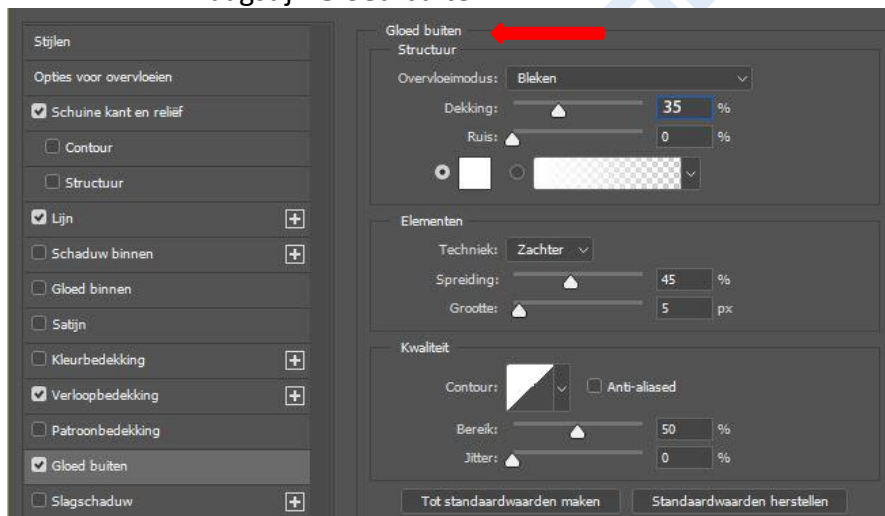 Stijlen
Opties voor overvloeien
Schuine kant en reliëf
Contour
Structuur
Lijn
Schaduw binnen
Gloed binnen
Satijn
Kleurbedekking
Verloopbedekking
Patroonbedekking
Gloed buiten
Slagschaduw
Gloed buiten
Structuur
Overvloeimodus: Bleken
Dekking: 35 %
Ruis: 0 %
Elementen
Techniek: Zachter
Spreiding: 45 %
Grootte: 5 px
Kwaliteit
Contour: Anti-aliased
Bereik: 50 %
Jitter: 0 %
Tot standaardwaarden maken Standaardwaarden herstellen